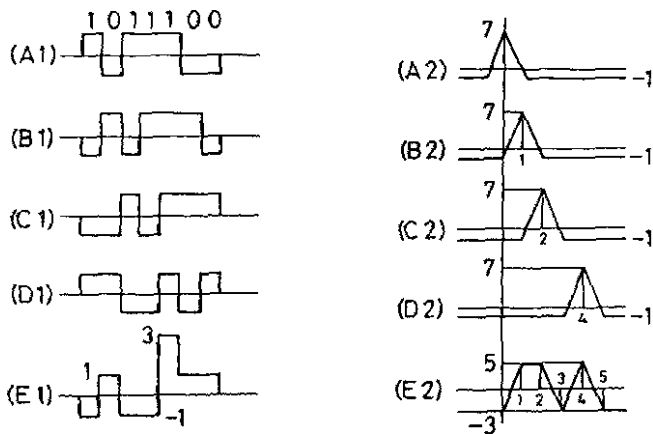 1 0 1 1 1 0 0
(A1)
(B1)
(C1)
(D1)
(E1)
1
3
-1
7
(A2)
-1
7
(B2)
1
-1
7
(C2)
2
-1
7
(D2)
4
-1
5
(E2)
1 2 3 4 5
-3